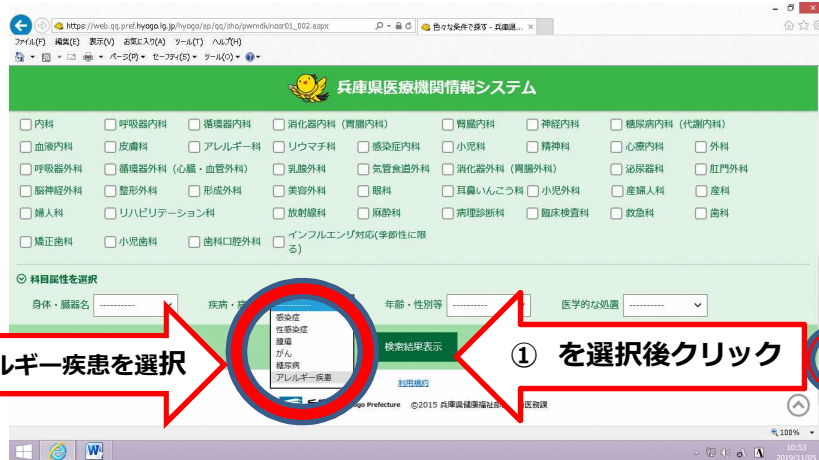 https://web.qq.pref.hyogo.lg.jp/hyogo/ap/qq/sho/pwmdkinosr01_002.aspx
色々な条件で探す - 兵庫県...
ファイル(F) 編集(E) 表示(V) お気に入り(A) ツール(T) ヘルプ(H)
ページ(P) セーフティ(S) ツール(O)
兵庫県医療機関情報システム
内科 呼吸器内科 循環器内科 消化器内科（胃腸内科） 腎臓内科 神経内科 糖尿病内科（代謝内科）
血液内科 皮膚科 アレルギー科 リウマチ科 感染症内科 小児科 精神科 心療内科 外科
呼吸器外科 循環器外科（心臓・血管外科） 乳腺外科 気管食道外科 消化器外科（胃腸外科） 泌尿器科 肛門外科
脳神経外科 整形外科 形成外科 美容外科 眼科 耳鼻いんこう科 小児外科 産婦人科 産科
婦人科 リハビリテーション科 放射線科 麻酔科 病理診断科 臨床検査科 救急科 歯科
矯正歯科 小児歯科 歯科口腔外科 インフルエンザ対応(季節性に限
る)
科目属性を選択
身体・臓器名 ---------- 疾病・ ---------- 年齢・性別等 ---------- 医学的な処置 ----------
感染症
性感染症
腫瘍
がん
糖尿病
アレルギー疾患
検索結果表示
ルギー疾患を選択
① を選択後クリック
利用規約
Prefecture ©2015 兵庫県健康福祉部 医務課
100%
10:53
2019/11/05